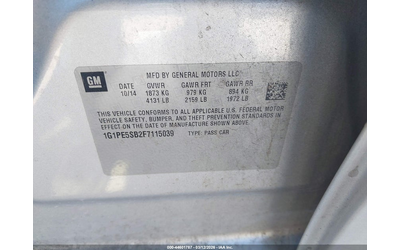 GM
MFD BY GENERAL MOTORS LLC
DATE GVWR GAWR FRT GAWR RR
10/14 1873 KG 979 KG 894 KG
4131 LB 2159 LB 1972 LB
THIS VEHICLE CONFORMS TO ALL APPLICABLE U.S. FEDERAL MOTOR
VEHICLE SAFETY, BUMPER, AND THEFT PREVENTION STANDARDS IN
EFFECT ON THE DATE OF MANUFACTURE SHOWN ABOVE.
1G1PE5SB2F7115039 TYPE: PASS CAR